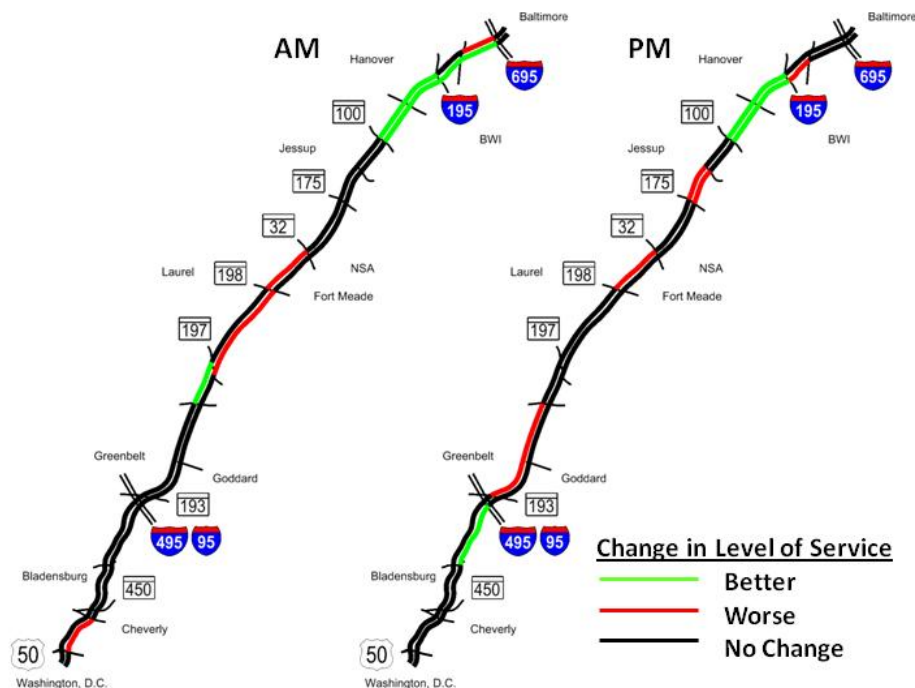 AM
Baltimore
Hanover
695
195
100
BWI
Jessup
175
32
NSA
Laurel
198
Fort Meade
197
Greenbelt
Goddard
193
495
95
Bladensburg
450
Cheverly
50
Washington, D.C.
PM
Baltimore
Hanover
695
195
100
BWI
Jessup
175
32
NSA
Laurel
198
Fort Meade
197
Greenbelt
Goddard
193
495
95
Bladensburg
450
Cheverly
50
Washington, D.C.
Change in Level of Service
Better
Worse
No Change